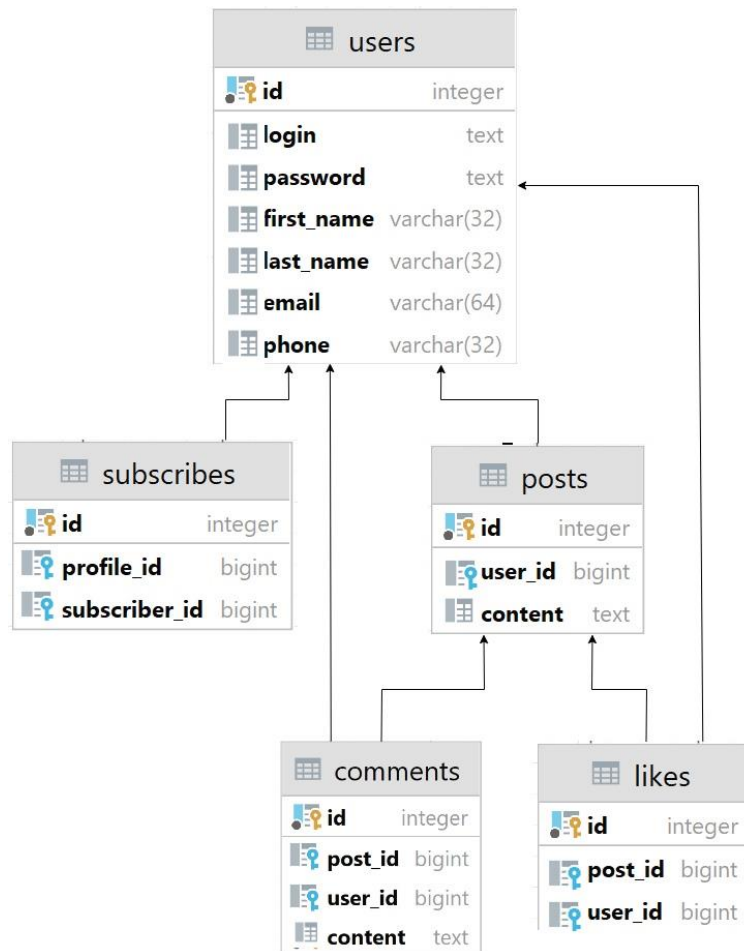 users
id integer
login text
password text
first_name varchar(32)
last_name varchar(32)
email varchar(64)
phone varchar(32)
subscribes
id integer
profile_id bigint
subscriber_id bigint
posts
id integer
user_id bigint
content text
comments
id integer
post_id bigint
user_id bigint
content text
likes
id integer
post_id bigint
user_id bigint